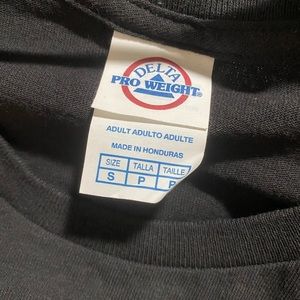 DELTA
PRO WEIGHT®
ADULT ADULTO ADULTE
MADE IN HONDURAS
SIZE TALLA TAILLE
S P P